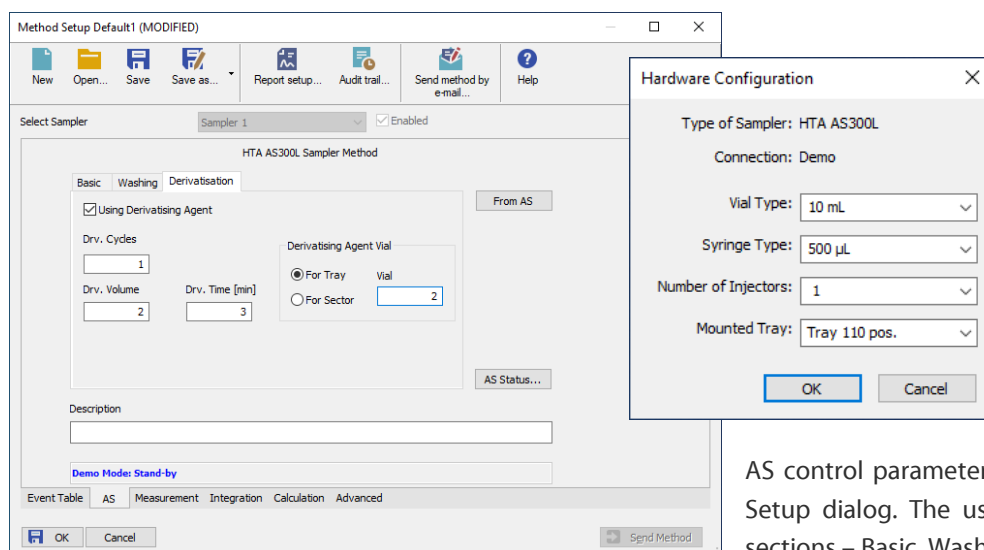 Method Setup Default1 (MODIFIED)
New Open... Save Save as... Report setup... Audit trail... Send method by e-mail... Help
Select Sampler Sampler 1 Enabled
HTA AS300L Sampler Method
Basic Washing Derivatisation
Using Derivatising Agent
From AS
Drv. Cycles
1
Drv. Volume Drv. Time [min]
2 3
Derivatising Agent Vial
For Tray Vial
For Sector 2
AS Status...
Description
Demo Mode: Stand-by
Event Table AS Measurement Integration Calculation Advanced
OK Cancel Send Method
Hardware Configuration
Type of Sampler: HTA AS300L
Connection: Demo
Vial Type: 10 mL
Syringe Type: 500 µL
Number of Injectors: 1
Mounted Tray: Tray 110 pos.
OK Cancel
AS control parameter
Setup dialog. The us
sections – Basic, Wash